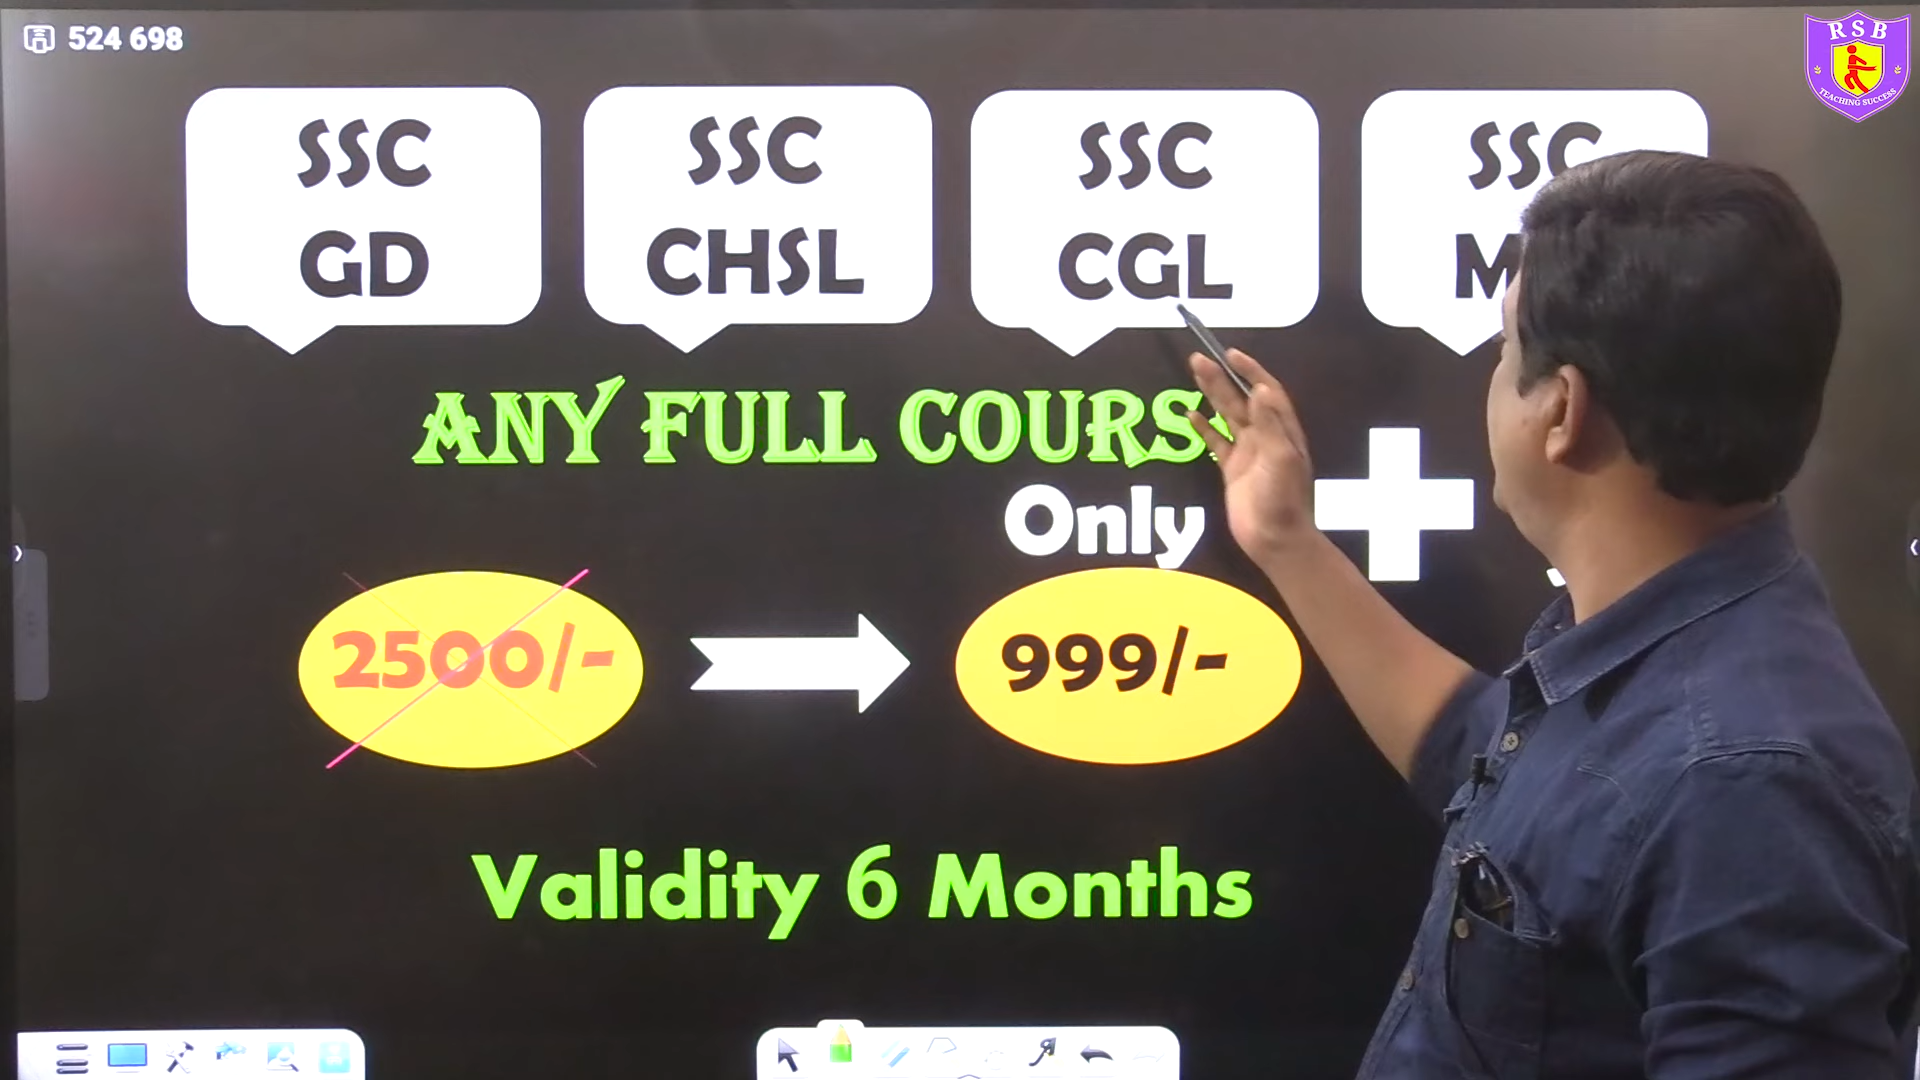 524 698
RSB
TEACHING SUCCESS
SSC
GD
SSC
CHSL
SSC
CGL
SSC
ANY FULL
Only
2500/-
999/-
Validity 6 Months